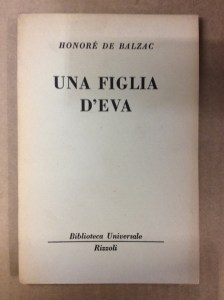 HONORÉ DE BALZAC
UNA FIGLIA
D'EVA
Biblioteca Universale
Rizzoli